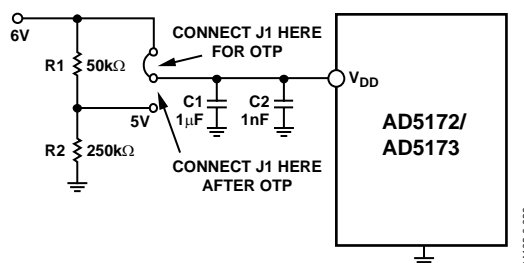 6V
CONNECT J1 HERE
FOR OTP
R1 50kΩ
5V
C1
1μF
C2
1nF
VDD
AD5172/
AD5173
R2 250kΩ
CONNECT J1 HERE
AFTER OTP